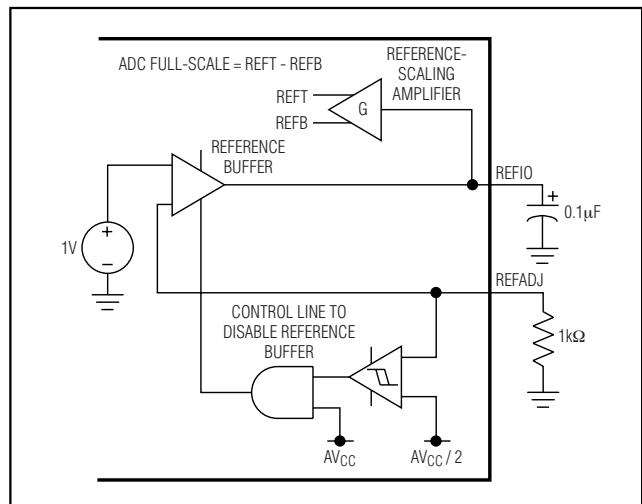 ADC FULL-SCALE = REFT - REFB
REFERENCE-
SCALING
AMPLIFIER
REFT
REFB
G
REFERENCE
BUFFER
REFIO
+
0.1μF
1V
+
−
REFADJ
CONTROL LINE TO
DISABLE REFERENCE
BUFFER
1kΩ
AVCC
AVCC / 2